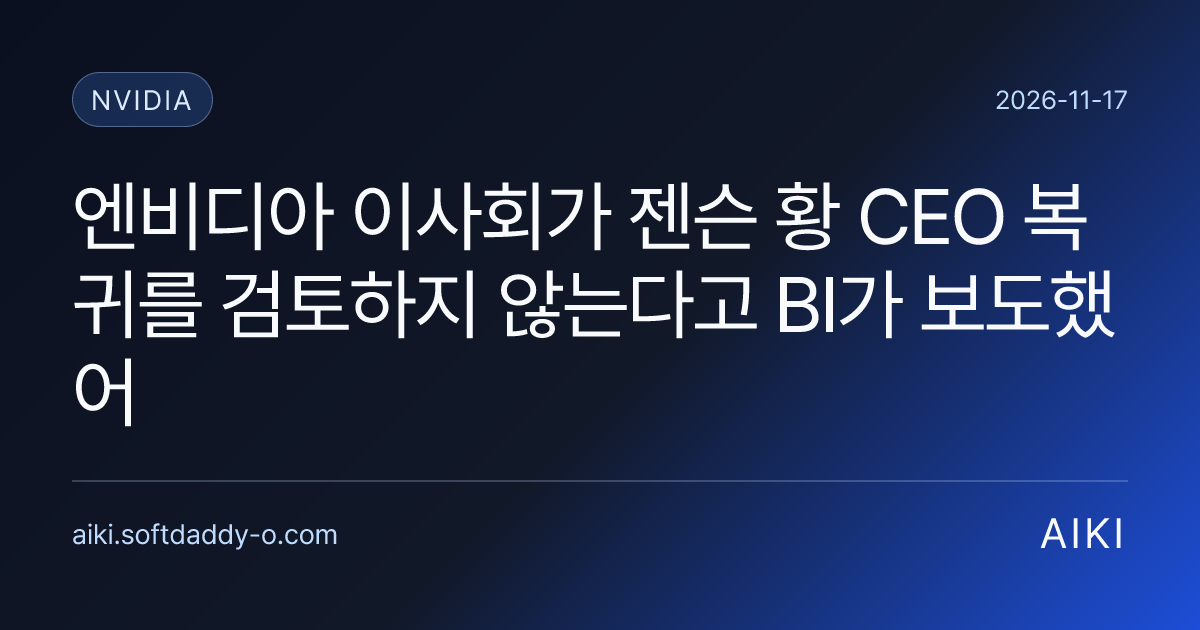 NVIDIA
2026-11-17
엔비디아 이사회가 젠슨 황 CEO 복
귀를 검토하지 않는다고 BI가 보도했
어
aiki.softdaddy-o.com
AIKI